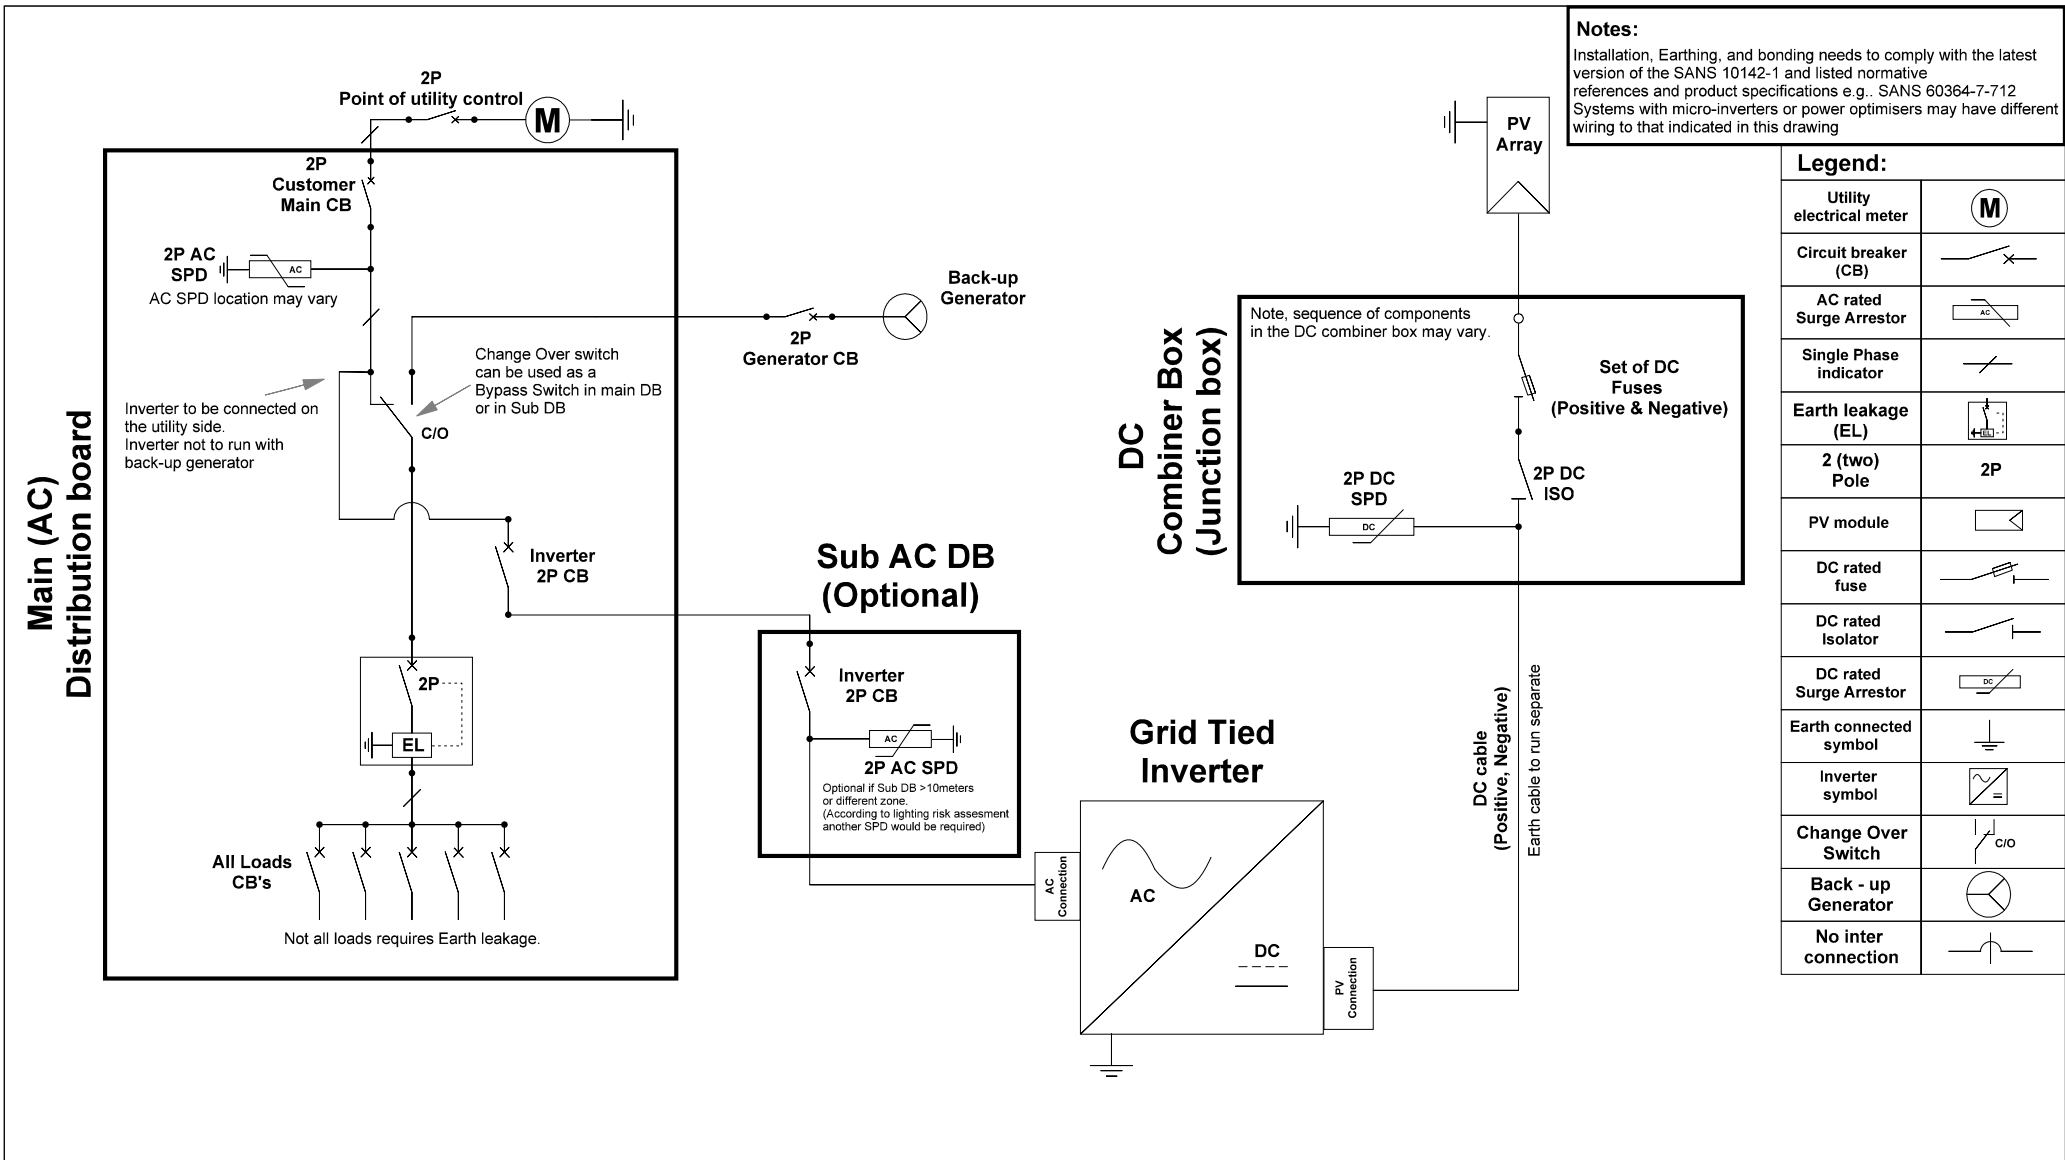 Notes:
Installation, Earthing, and bonding needs to comply with the latest
version of the SANS 10142-1 and listed normative
references and product specifications e.g.. SANS 60364-7-712
Systems with micro-inverters or power optimisers may have different
wiring to that indicated in this drawing
2P
Point of utility control
M
2P
Customer
Main CB
2P AC
SPD
AC
AC SPD location may vary
Back-up
Generator
2P
Generator CB
Change Over switch
can be used as a
Bypass Switch in main DB
or in Sub DB
C/O
Inverter to be connected on
the utility side.
Inverter not to run with
back-up generator
Main (AC)
Distribution board
Inverter
2P CB
2P
EL
All Loads
CB's
Not all loads requires Earth leakage.
Sub AC DB
(Optional)
Inverter
2P CB
AC
2P AC SPD
Optional if Sub DB >10meters
or different zone.
(According to lighting risk assesment
another SPD would be required)
PV
Array
DC
Combiner Box
(Junction box)
Note, sequence of components
in the DC combiner box may vary.
Set of DC
Fuses
(Positive & Negative)
2P DC
ISO
2P DC
SPD
DC
DC cable
(Positive, Negative)
Earth cable to run separate
Grid Tied
Inverter
AC
Connection
AC
DC
PV
Connection
Legend:
Utility
electrical meter
M
Circuit breaker
(CB)
AC rated
Surge Arrestor
AC
Single Phase
indicator
Earth leakage
(EL)
EL
2 (two)
Pole
2P
PV module
DC rated
fuse
DC rated
Isolator
DC rated
Surge Arrestor
DC
Earth connected
symbol
Inverter
symbol
Change Over
Switch
C/O
Back - up
Generator
No inter
connection